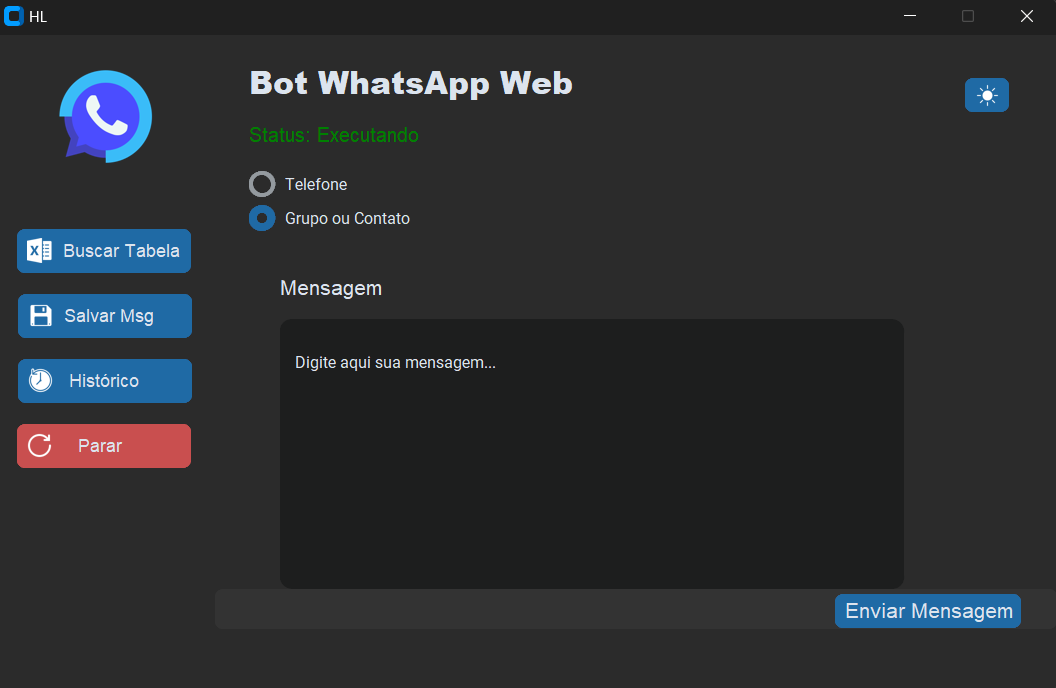 HL
Bot WhatsApp Web
Status: Executando
Telefone
Grupo ou Contato
Buscar Tabela
Salvar Msg
Histórico
Parar
Mensagem
Digite aqui sua mensagem...
Enviar Mensagem